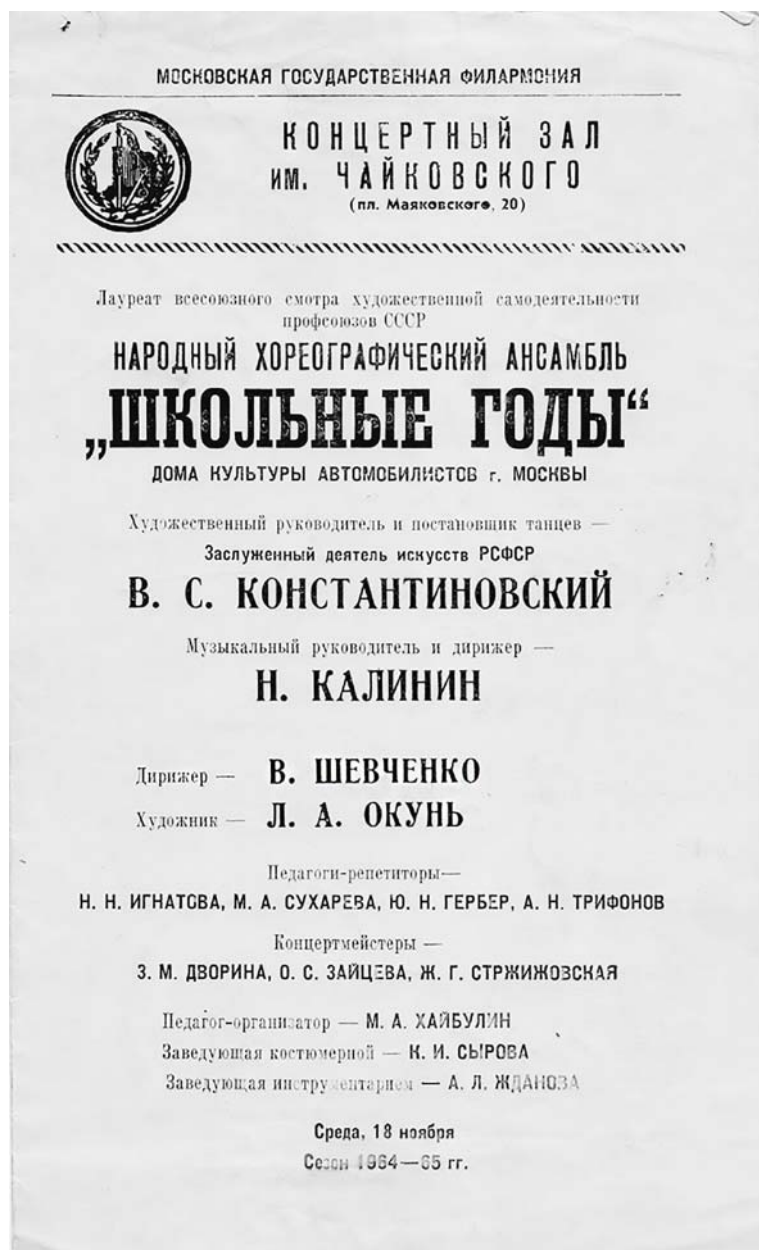 МОСКОВСКАЯ ГОСУДАРСТВЕННАЯ ФИЛАРМОНИЯ
КОНЦЕРТНЫЙ ЗАЛ
ИМ. ЧАЙКОВСКОГО
(пл. Маяковского, 20)
Лауреат всесоюзного смотра художественной самодеятельности
профсоюзов СССР
НАРОДНЫЙ ХОРЕОГРАФИЧЕСКИЙ АНСАМБЛЬ
„ШКОЛЬНЫЕ ГОДЫ“
ДОМА КУЛЬТУРЫ АВТОМОБИЛИСТОВ г. МОСКВЫ
Художественный руководитель и постановщик танцев —
Заслуженный деятель искусств РСФСР
В. С. КОНСТАНТИНОВСКИЙ
Музыкальный руководитель и дирижер —
Н. КАЛИНИН
Дирижер — В. ШЕВЧЕНКО
Художник — Л. А. ОКУНЬ
Педагоги-репетиторы—
Н. Н. ИГНАТОВА, М. А. СУХАРЕВА, Ю. Н. ГЕРБЕР, А. Н. ТРИФОНОВ
Концертмейстеры —
З. М. ДВОРИНА, О. С. ЗАЙЦЕВА, Ж. Г. СТРЖИЖОВСКАЯ
Педагог-организатор — М. А. ХАЙБУЛИН
Заведующая костюмерной — К. И. СЫРОВА
Заведующая инструментарием — А. Л. ЖДАНОВА
Среда, 18 ноября
Сезон 1964—65 гг.